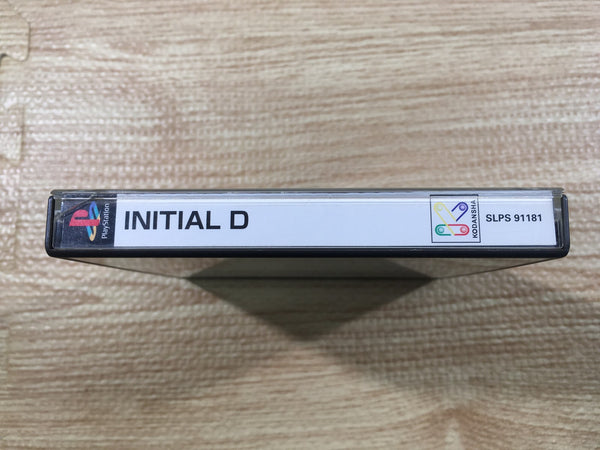 PlayStation
INITIAL D
KODANSHA
SLPS 91181